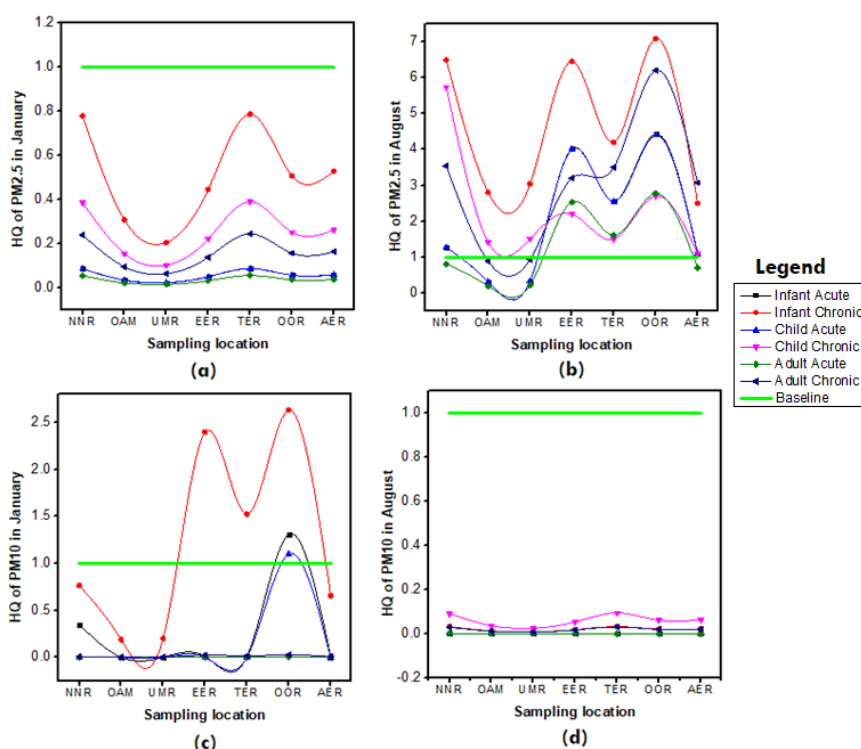 HQ of PM2.5 in January
1.2
1.0
0.8
0.6
0.4
0.2
0.0
NNR OAM UMR EER TER OOR AER
Sampling location
(a)
HQ of PM2.5 in August
7
6
5
4
3
2
1
0
NNR OAM UMR EER TER OOR AER
Sampling location
(b)
Legend
Infant Acute
Infant Chronic
Child Acute
Child Chronic
Adult Acute
Adult Chronic
Baseline
HQ of PM10 in January
2.5
2.0
1.5
1.0
0.5
0.0
NNR OAM UMR EER TER OOR AER
Sampling location
(c)
HQ of PM10 in August
1.0
0.8
0.6
0.4
0.2
0.0
-0.2
NNR OAM UMR EER TER OOR AER
Sampling location
(d)